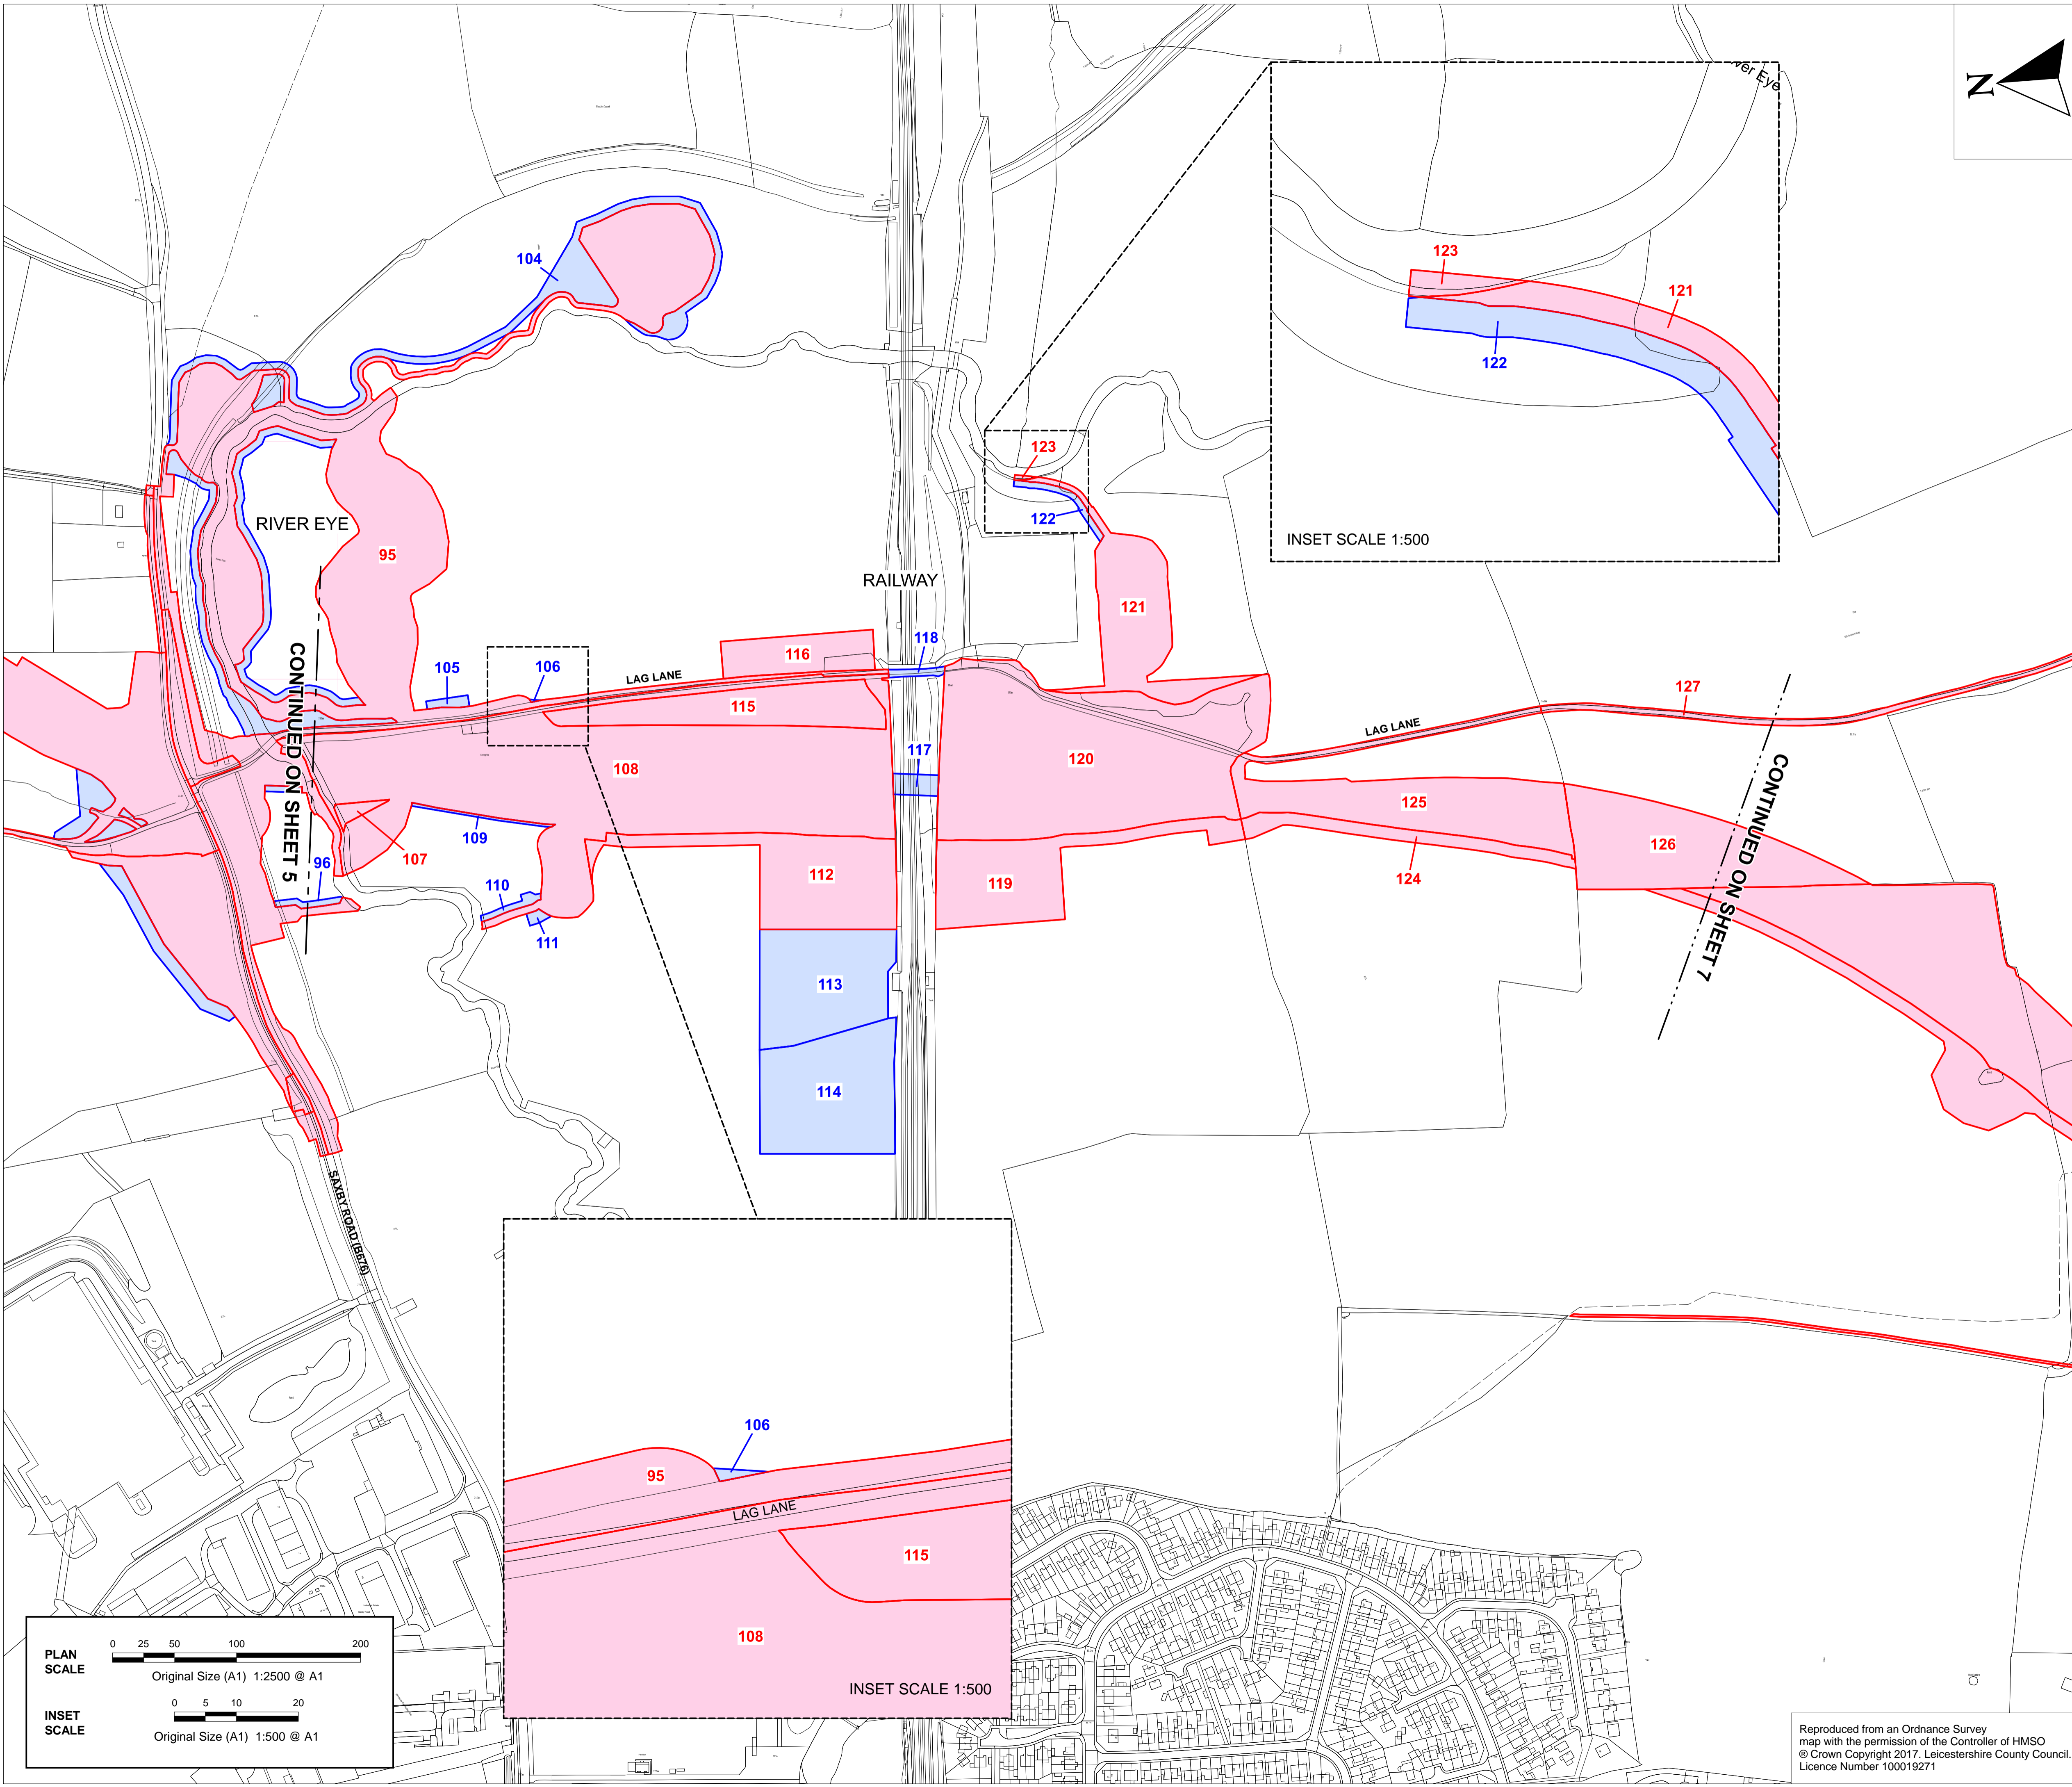 N
River Eye
123
121
122
INSET SCALE 1:500
104
RIVER EYE
95
RAILWAY
123
122
121
CONTINUED ON SHEET 5
105
106
LAG LANE
116
118
115
117
108
120
LAG LANE
127
CONTINUED ON SHEET 7
125
126
124
109
107
96
110
111
112
119
113
114
SAXBY ROAD (B676)
106
95
LAG LANE
115
108
INSET SCALE 1:500
PLAN
SCALE
0 25 50 100 200
Original Size (A1) 1:2500 @ A1
INSET
SCALE
0 5 10 20
Original Size (A1) 1:500 @ A1
Reproduced from an Ordnance Survey
map with the permission of the Controller of HMSO
® Crown Copyright 2017. Leicestershire County Council.
Licence Number 100019271